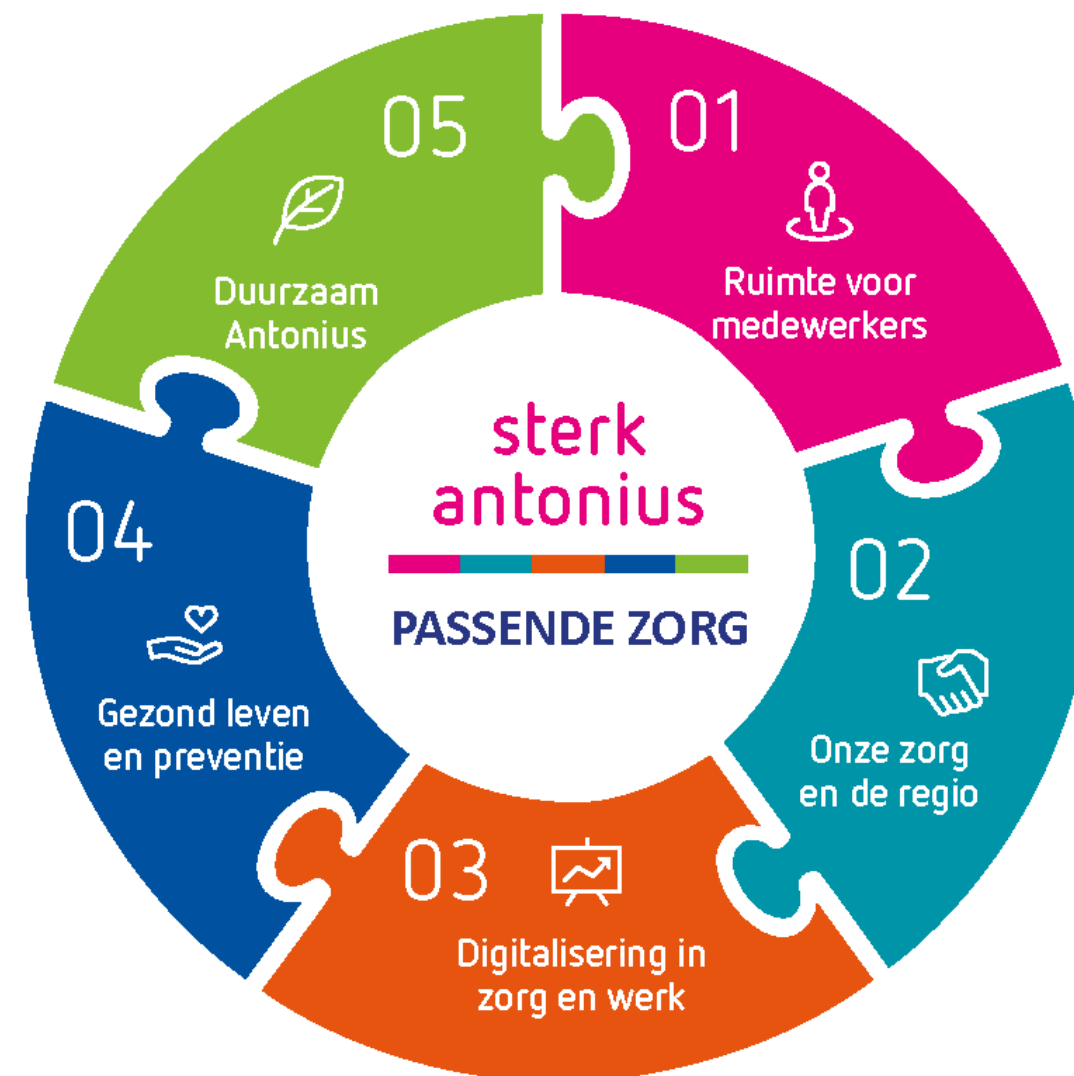 01
Ruimte voor
medewerkers
02
Onze zorg
en de regio
03
Digitalisering in
zorg en werk
04
Gezond leven
en preventie
05
Duurzaam
Antonius
sterk
antonius
PASSENDE ZORG